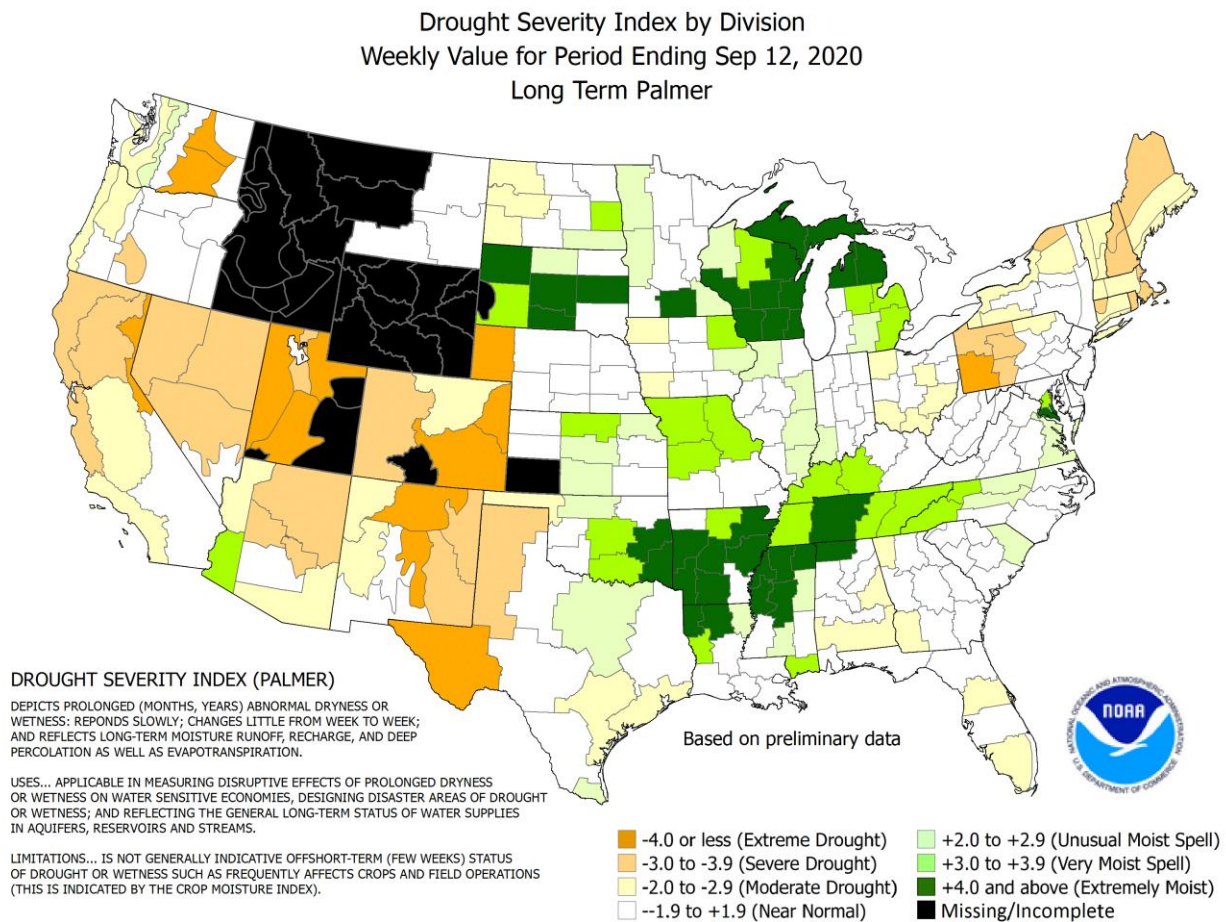 Drought Severity Index by Division
Weekly Value for Period Ending Sep 12, 2020
Long Term Palmer
DROUGHT SEVERITY INDEX (PALMER)
DEPICTS PROLONGED (MONTHS, YEARS) ABNORMAL DRYNESS OR
WETNESS: REPONDS SLOWLY; CHANGES LITTLE FROM WEEK TO WEEK;
AND REFLECTS LONG-TERM MOISTURE RUNOFF, RECHARGE, AND DEEP
PERCOLATION AS WELL AS EVAPOTRANSPIRATION.
USES... APPLICABLE IN MEASURING DISRUPTIVE EFFECTS OF PROLONGED DRYNESS
OR WETNESS ON WATER SENSITIVE ECONOMIES, DESIGNING DISASTER AREAS OF DROUGHT
OR WETNESS; AND REFLECTING THE GENERAL LONG-TERM STATUS OF WATER SUPPLIES
IN AQUIFERS, RESERVOIRS AND STREAMS.
LIMITATIONS... IS NOT GENERALLY INDICATIVE OFFSHORT-TERM (FEW WEEKS) STATUS
OF DROUGHT OR WETNESS SUCH AS FREQUENTLY AFFECTS CROPS AND FIELD OPERATIONS
(THIS IS INDICATED BY THE CROP MOISTURE INDEX).
Based on preliminary data
NATIONAL OCEANIC AND ATMOSPHERIC ADMINISTRATION
NOAA
U.S. DEPARTMENT OF COMMERCE
-4.0 or less (Extreme Drought)
-3.0 to -3.9 (Severe Drought)
-2.0 to -2.9 (Moderate Drought)
--1.9 to +1.9 (Near Normal)
+2.0 to +2.9 (Unusual Moist Spell)
+3.0 to +3.9 (Very Moist Spell)
+4.0 and above (Extremely Moist)
Missing/Incomplete